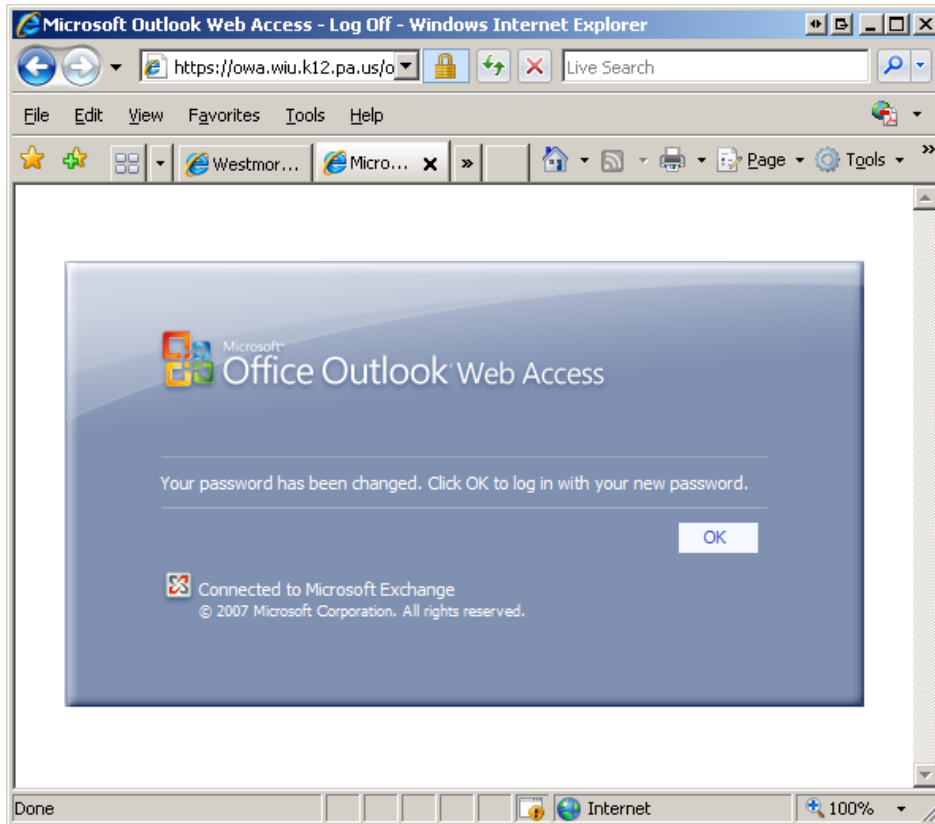 Microsoft Outlook Web Access - Log Off - Windows Internet Explorer
https://owa.wiu.k12.pa.us/o
Live Search
File Edit View Favorites Tools Help
Westmor... Micro... Page Tools
Microsoft
Office Outlook Web Access
Your password has been changed. Click OK to log in with your new password.
OK
Connected to Microsoft Exchange
© 2007 Microsoft Corporation. All rights reserved.
Done Internet 100%